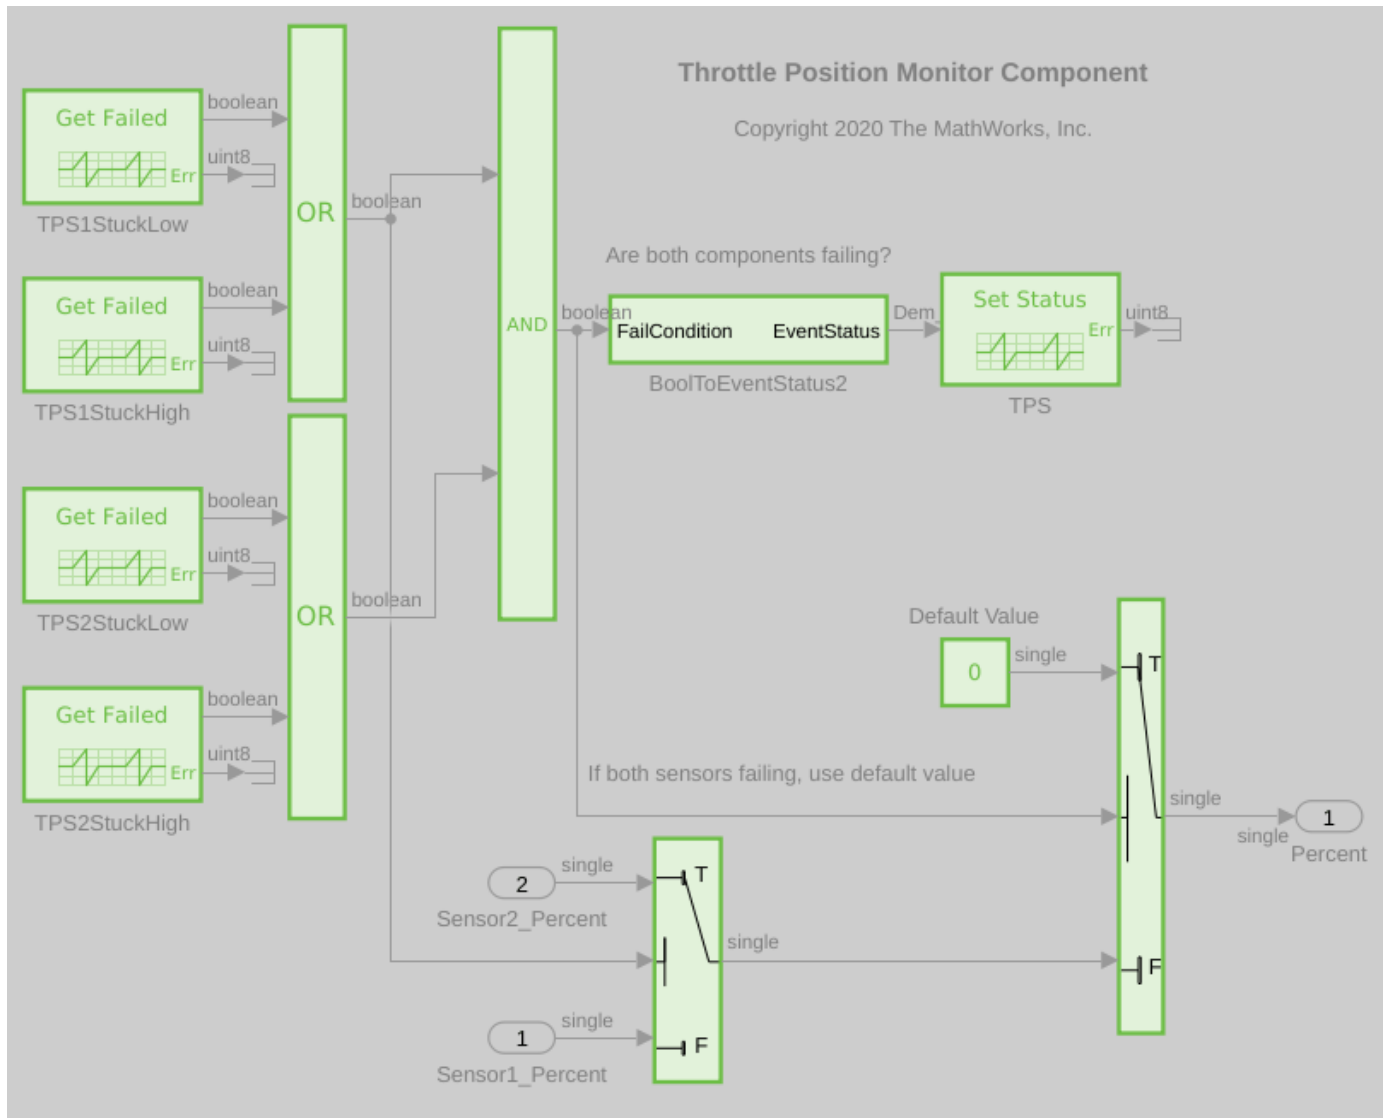 Throttle Position Monitor Component
Copyright 2020 The MathWorks, Inc.
Get Failed
boolean
uint8
Err
TPS1StuckLow
Get Failed
boolean
uint8
Err
TPS1StuckHigh
OR
boolean
Get Failed
boolean
uint8
Err
TPS2StuckLow
Get Failed
boolean
uint8
Err
TPS2StuckHigh
OR
boolean
AND
boolean
Are both components failing?
FailCondition EventStatus
BoolToEventStatus2
Dem_
Set Status
Err
uint8
TPS
Default Value
0
single
If both sensors failing, use default value
2
single
Sensor2_Percent
1
single
Sensor1_Percent
T
F
single
T
F
single
single
1
Percent